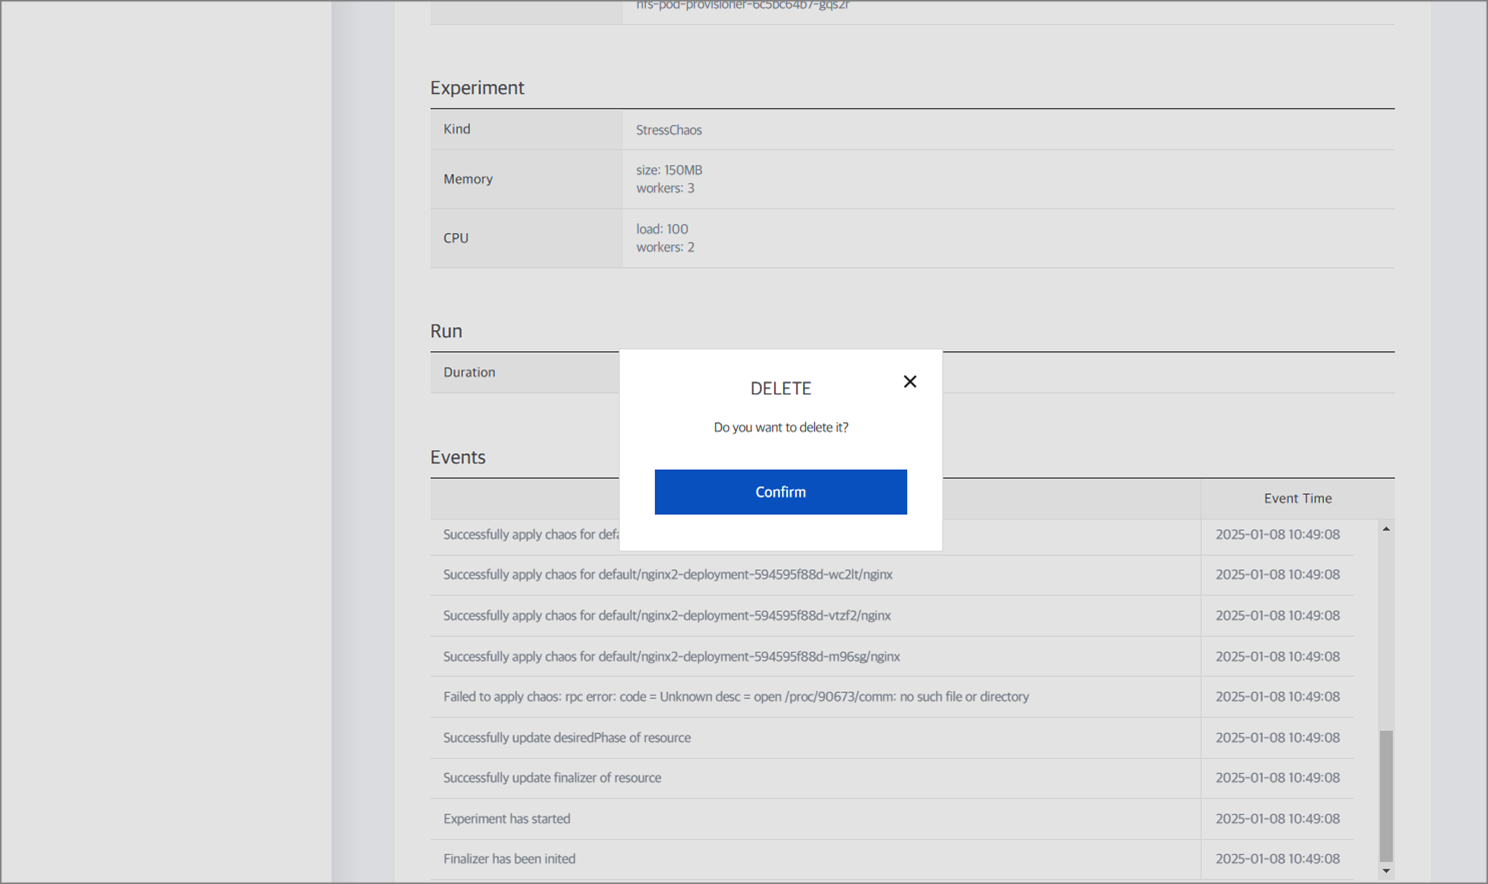 nfs-pod-provisioner-6c5bc64b7-gqs2r
Experiment
Kind
StressChaos
Memory
size: 150MB
workers: 3
CPU
load: 100
workers: 2
Run
Duration
DELETE
Do you want to delete it?
Confirm
Events
Event Time
Successfully apply chaos for
2025-01-08 10:49:08
Successfully apply chaos for default/nginx2-deployment-594595f88d-wc2lt/nginx
2025-01-08 10:49:08
Successfully apply chaos for default/nginx2-deployment-594595f88d-vtzf2/nginx
2025-01-08 10:49:08
Successfully apply chaos for default/nginx2-deployment-594595f88d-m96sg/nginx
2025-01-08 10:49:08
Failed to apply chaos: rpc error: code = Unknown desc = open /proc/90673/comm: no such file or directory
2025-01-08 10:49:08
Successfully update desiredPhase of resource
2025-01-08 10:49:08
Successfully update finalizer of resource
2025-01-08 10:49:08
Experiment has started
2025-01-08 10:49:08
Finalizer has been inited
2025-01-08 10:49:08